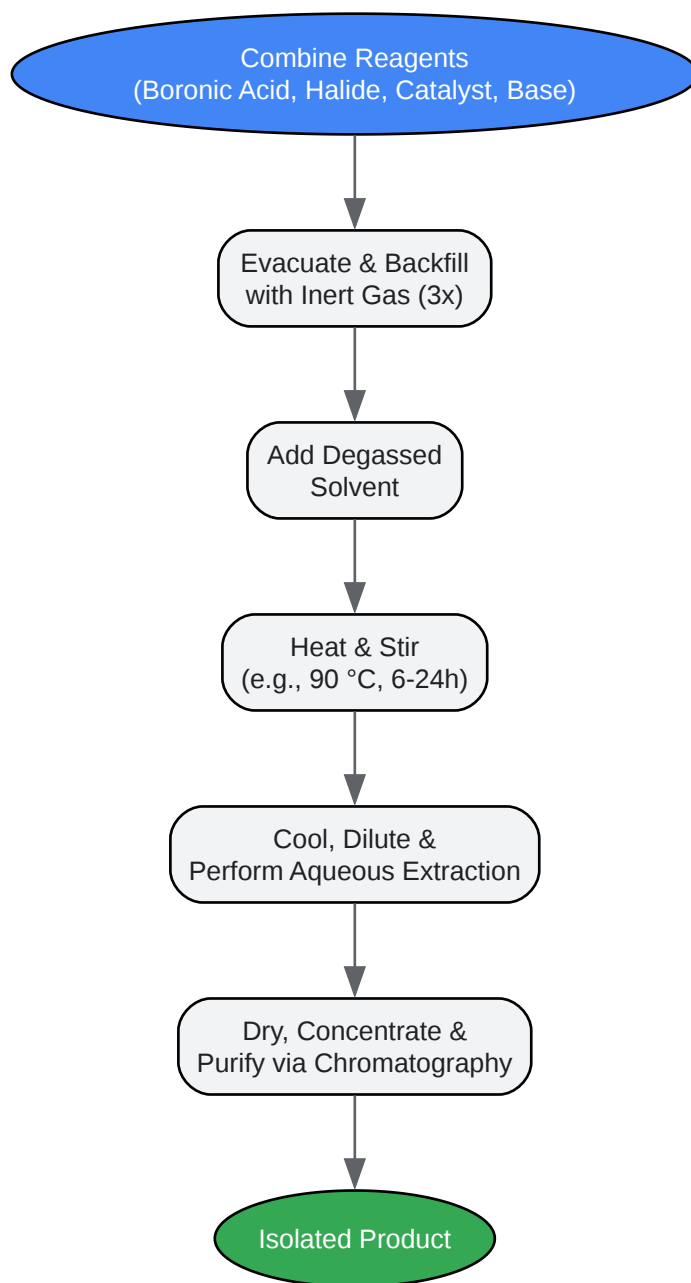 Combine Reagents
(Boronic Acid, Halide, Catalyst, Base)
Evacuate & Backfill
with Inert Gas (3x)
Add Degassed
Solvent
Heat & Stir
(e.g., 90 °C, 6-24h)
Cool, Dilute &
Perform Aqueous Extraction
Dry, Concentrate &
Purify via Chromatography
Isolated Product